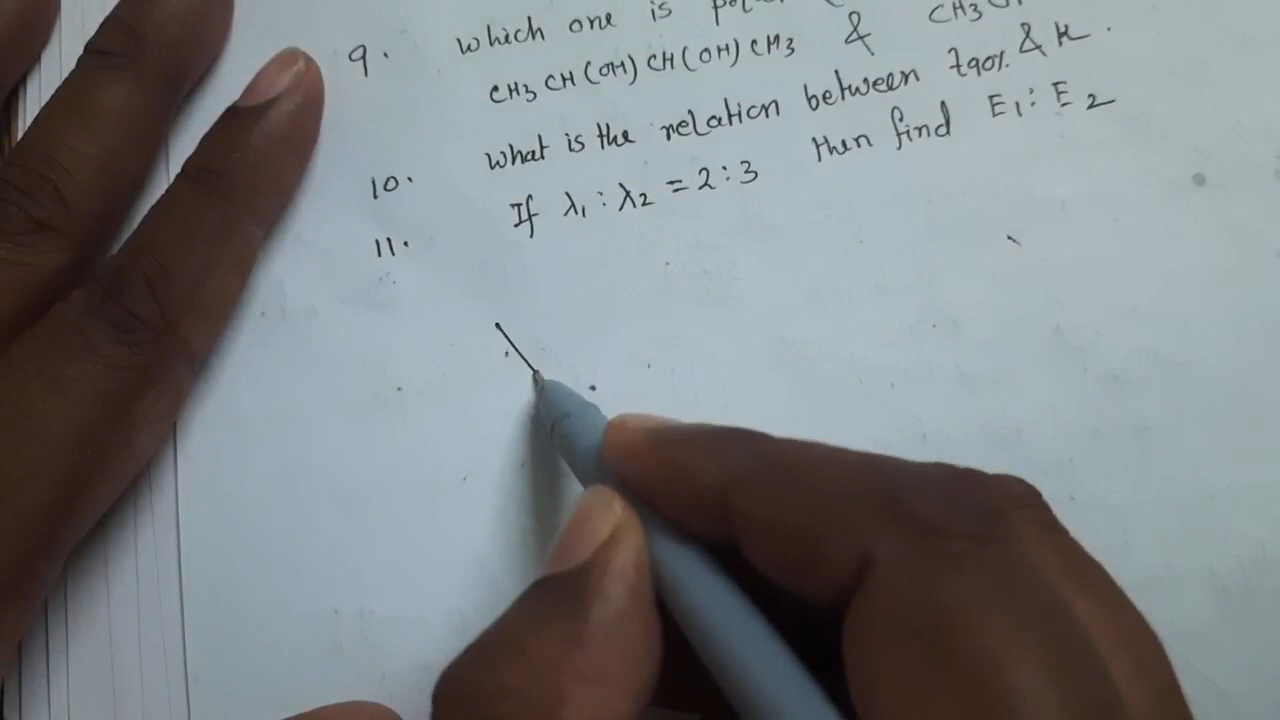 9. Which one is
CH3 CH (OH) CH (OH) CH3 & CH3
10. What is the relation between t90% & K.
11. If λ1 : λ2 = 2 : 3 then find E1 : E2